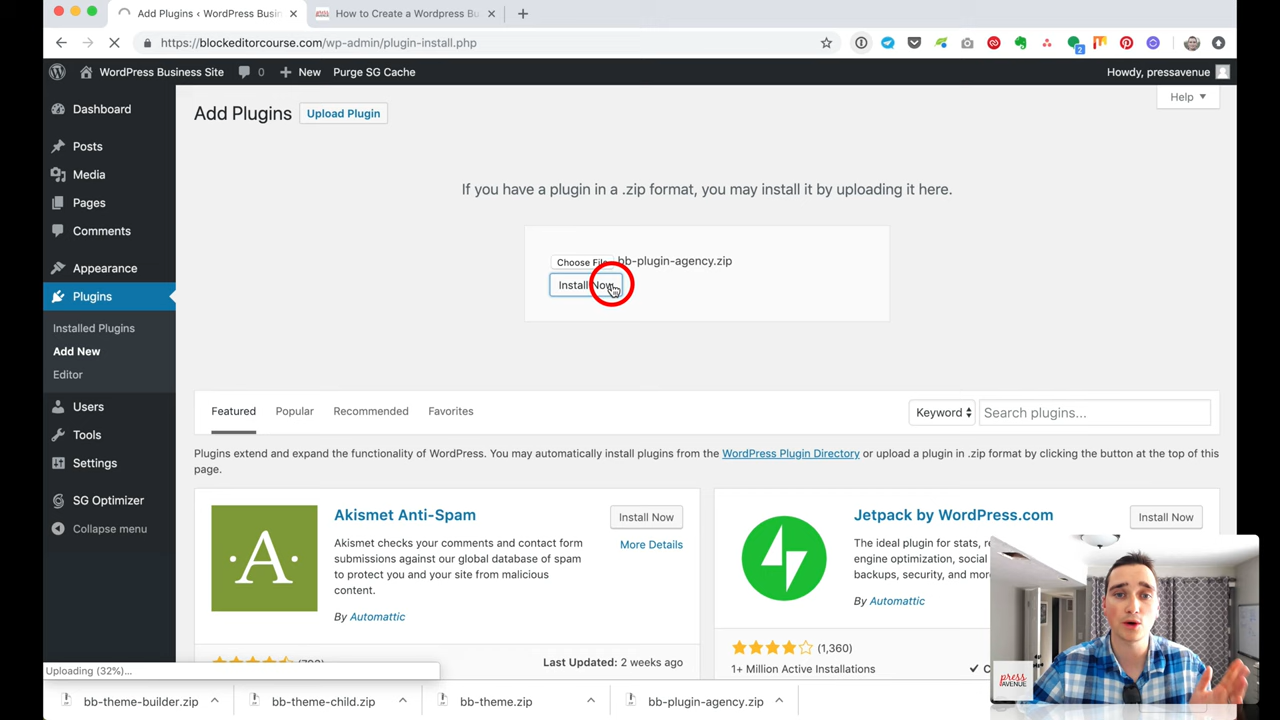 Add Plugins ‹ WordPress Busin ×
How to Create a Wordpress Bu ×
https://blockeditorcourse.com/wp-admin/plugin-install.php
2
WordPress Business Site 0 New Purge SG Cache
Howdy, pressavenue
Dashboard
Posts
Media
Pages
Comments
Appearance
Plugins
Installed Plugins
Add New
Editor
Users
Tools
Settings
SG Optimizer
Collapse menu
Help
Add Plugins Upload Plugin
If you have a plugin in a .zip format, you may install it by uploading it here.
Choose File bb-plugin-agency.zip
Install Now
Featured Popular Recommended Favorites
Keyword Search plugins...
Plugins extend and expand the functionality of WordPress. You may automatically install plugins from the WordPress Plugin Directory or upload a plugin in .zip format by clicking the button at the top of this
page.
A
Akismet Anti-Spam
Install Now
More Details
Akismet checks your comments and contact form
submissions against our global database of spam
to protect you and your site from malicious
content.
By Automattic
Last Updated: 2 weeks ago
Jetpack by WordPress.com
Install Now
The ideal plugin for stats, re
engine optimization, social
backups, security, and more
By Automattic
(1,360)
1+ Million Active Installations
press
AVENUE
Uploading (32%)...
bb-theme-builder.zip
bb-theme-child.zip
bb-theme.zip
bb-plugin-agency.zip